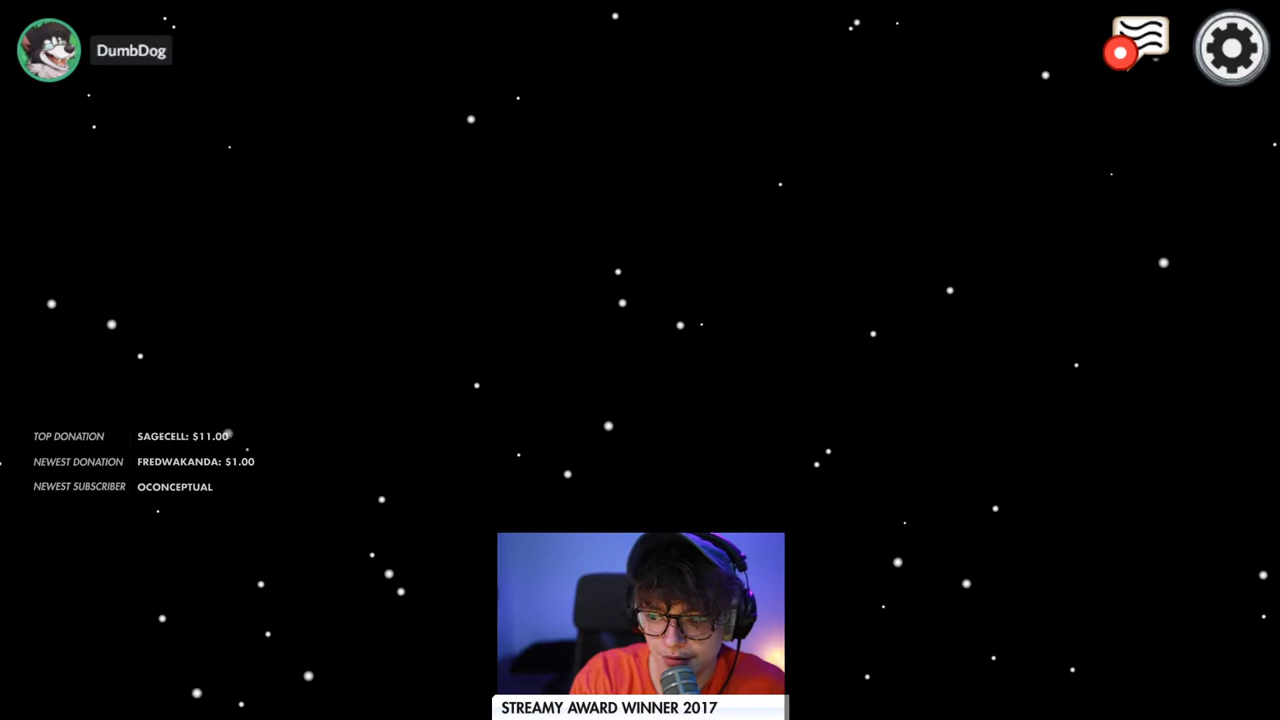 DumbDog
TOP DONATION SAGECELL: $11.00
NEWEST DONATION FREDWAKANDA: $1.00
NEWEST SUBSCRIBER OCONCEPTUAL
STREAMY AWARD WINNER 2017